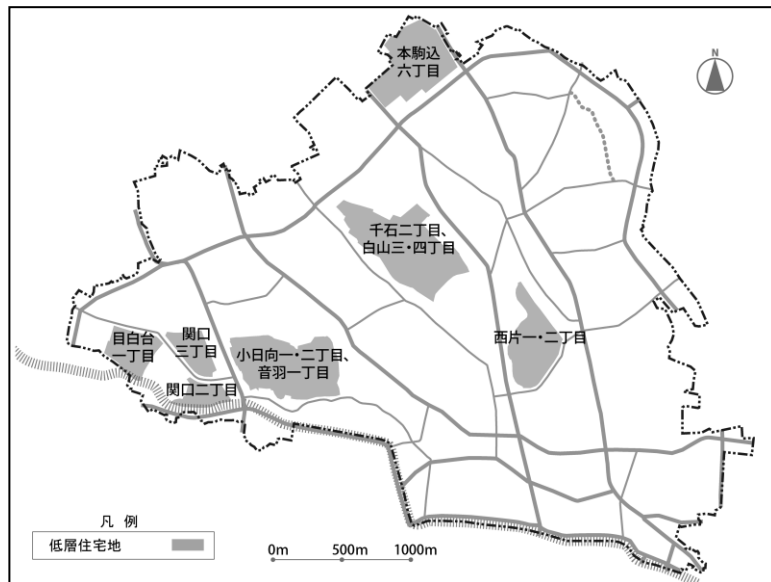 本駒込
六丁目
N
千石二丁目、
白山三・四丁目
目白台
一丁目
関口
三丁目
小日向一・二丁目、
音羽一丁目
西片一・二丁目
関口二丁目
凡 例
低層住宅地
0m 500m 1000m